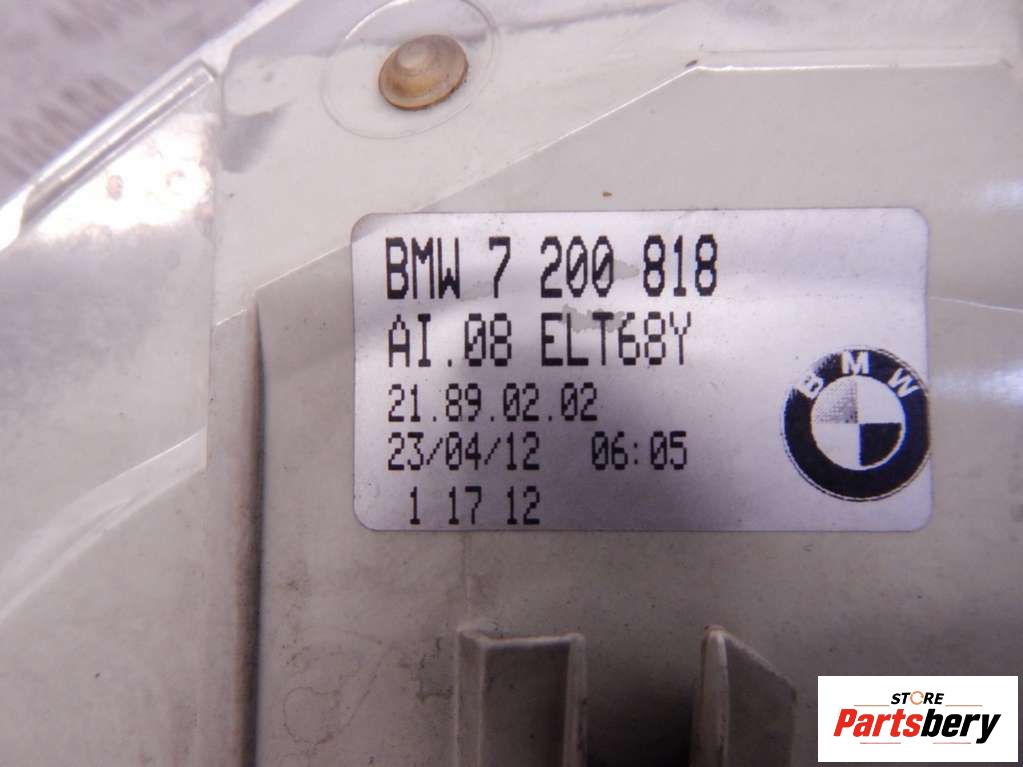 BMW 7 200 818
AI.08 ELT68Y
21.89.02.02
23/04/12 06:05
1 17 12
BMW
STORE
Partsbery